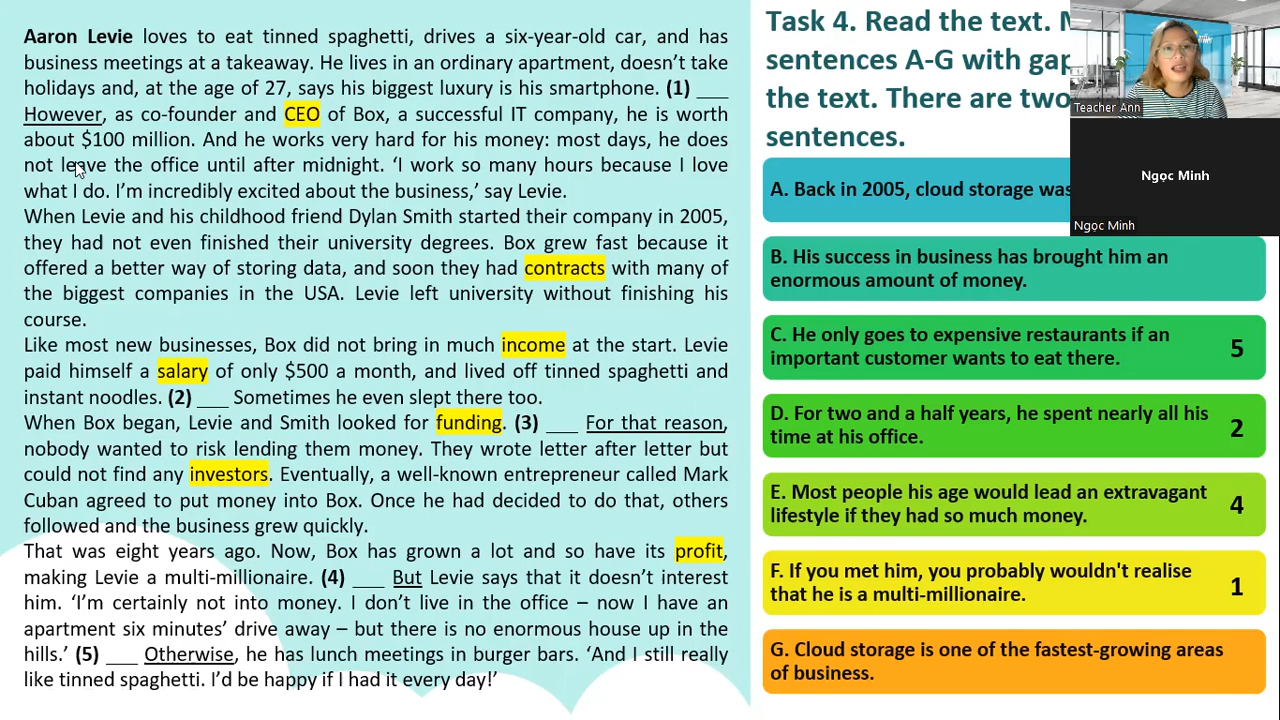 Aaron Levie loves to eat tinned spaghetti, drives a six-year-old car, and has
business meetings at a takeaway. He lives in an ordinary apartment, doesn't take
holidays and, at the age of 27, says his biggest luxury is his smartphone. (1) ___
However, as co-founder and CEO of Box, a successful IT company, he is worth
about $100 million. And he works very hard for his money: most days, he does
not leave the office until after midnight. ‘I work so many hours because I love
what I do. I'm incredibly excited about the business,’ say Levie.
When Levie and his childhood friend Dylan Smith started their company in 2005,
they had not even finished their university degrees. Box grew fast because it
offered a better way of storing data, and soon they had contracts with many of
the biggest companies in the USA. Levie left university without finishing his
course.
Like most new businesses, Box did not bring in much income at the start. Levie
paid himself a salary of only $500 a month, and lived off tinned spaghetti and
instant noodles. (2) ___ Sometimes he even slept there too.
When Box began, Levie and Smith looked for funding. (3) ___ For that reason,
nobody wanted to risk lending them money. They wrote letter after letter but
could not find any investors. Eventually, a well-known entrepreneur called Mark
Cuban agreed to put money into Box. Once he had decided to do that, others
followed and the business grew quickly.
That was eight years ago. Now, Box has grown a lot and so have its profit,
making Levie a multi-millionaire. (4) ___ But Levie says that it doesn't interest
him. ‘I'm certainly not into money. I don't live in the office – now I have an
apartment six minutes’ drive away – but there is no enormous house up in the
hills.’ (5) ___ Otherwise, he has lunch meetings in burger bars. ‘And I still really
like tinned spaghetti. I'd be happy if I had it every day!’
Task 4. Read the text.
sentences A-G with
the text. There are two
sentences.
A. Back in 2005, cloud storage was
B. His success in business has brought him an
enormous amount of money.
C. He only goes to expensive restaurants if an
important customer wants to eat there. 5
D. For two and a half years, he spent nearly all his
time at his office. 2
E. Most people his age would lead an extravagant
lifestyle if they had so much money. 4
F. If you met him, you probably wouldn't realise
that he is a multi-millionaire. 1
G. Cloud storage is one of the fastest-growing areas
of business.
Teacher Ann
Ngọc Minh
Ngọc Minh